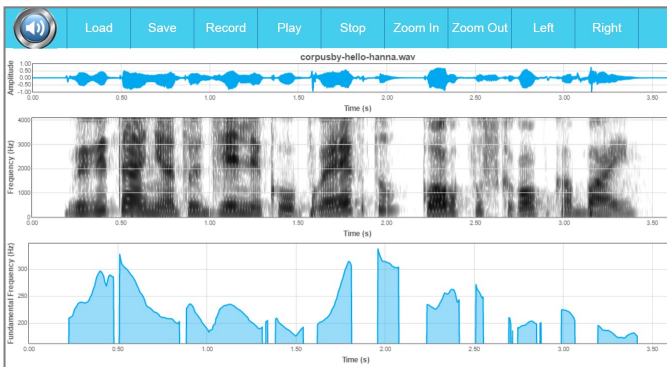 Load Save Record Play Stop Zoom In Zoom Out Left Right
corpusby-hello-hanna.wav
Amplitude
1.00
0.50
0.00
-0.50
-1.00
0.00 0.50 1.00 1.50 2.00 2.50 3.00 3.50
Time (s)
Frequency (Hz)
4000
3000
2000
1000
0
0.00 0.50 1.00 1.50 2.00 2.50 3.00 3.50
Time (s)
Fundamental Frequency (Hz)
300
250
200
0.00 0.50 1.00 1.50 2.00 2.50 3.00 3.50
Time (s)